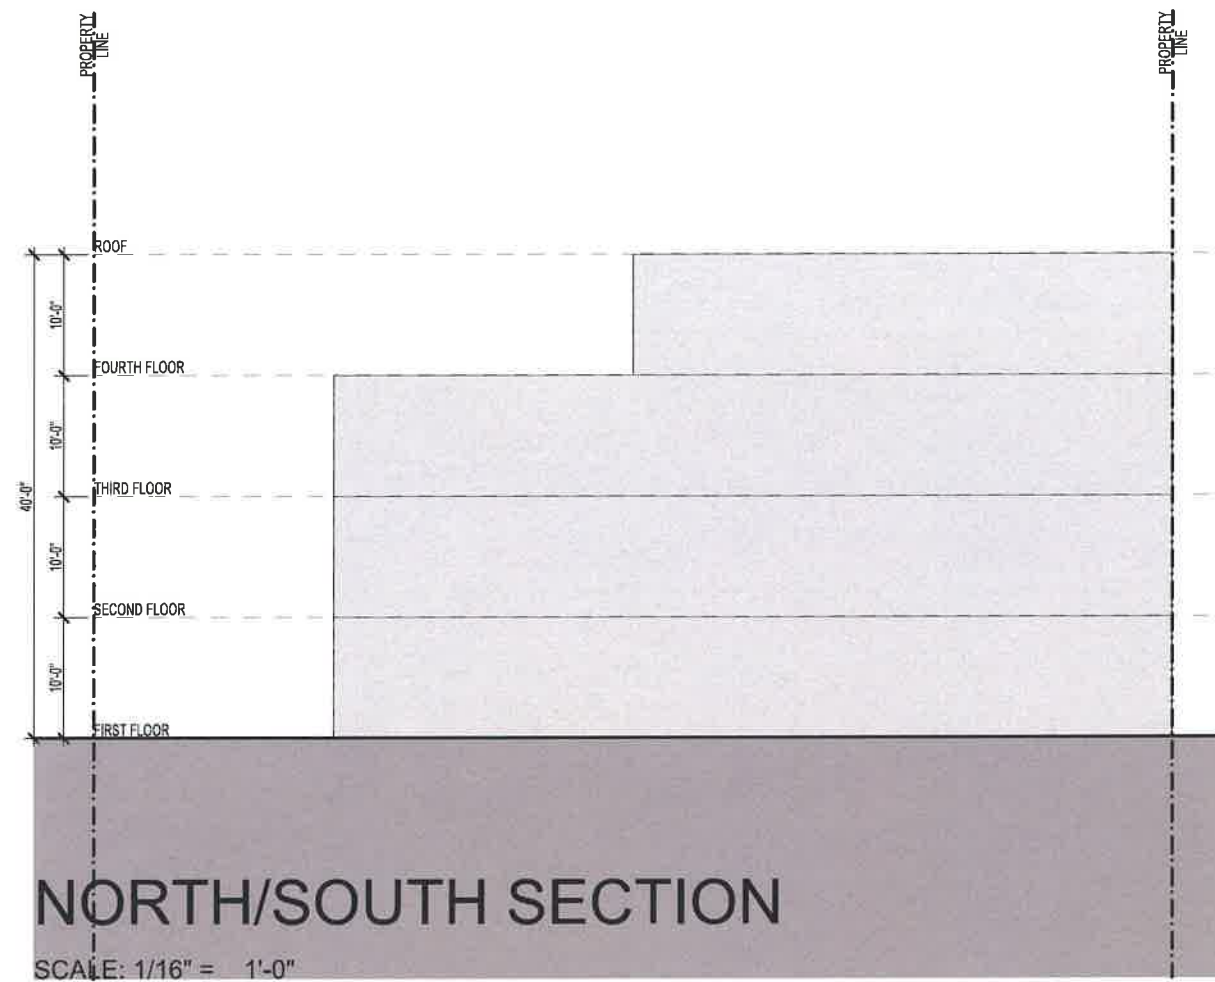 PROPERTY
LINE
PROPERTY
LINE
ROOF
10'-0"
FOURTH FLOOR
10'-0"
THIRD FLOOR
40'-0"
10'-0"
SECOND FLOOR
10'-0"
FIRST FLOOR
NORTH/SOUTH SECTION
SCALE: 1/16" = 1'-0"